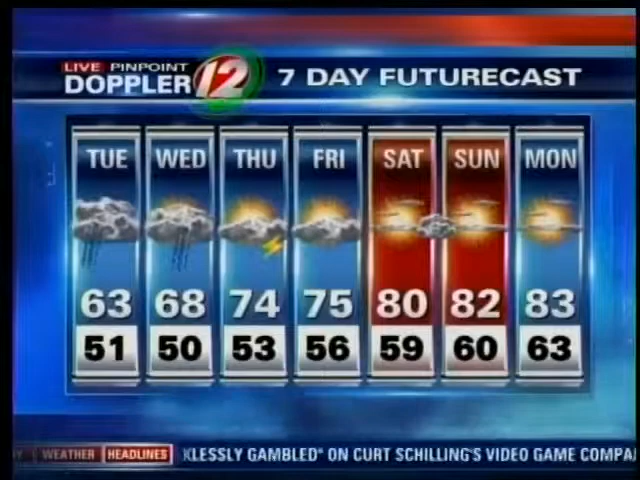 LIVE PINPOINT
DOPPLER 12
7 DAY FUTURECAST
TUE WED THU FRI SAT SUN MON
63 68 74 75 80 82 83
51 50 53 56 59 60 63
WEATHER HEADLINES KLESSLY GAMBLED" ON CURT SCHILLING'S VIDEO GAME COMPA